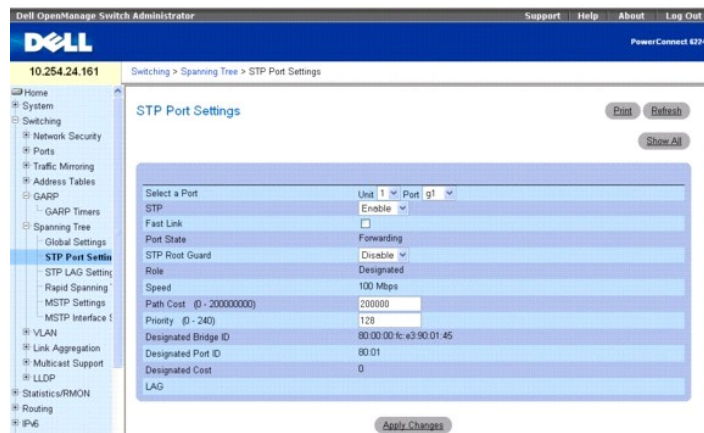 Dell OpenManage Switch Administrator
Support Help About Log Out
DELL
PowerConnect 622
10.254.24.161
Switching > Spanning Tree > STP Port Settings
Home
System
Switching
Network Security
Ports
Traffic Mirroring
Address Tables
GARP
GARP Timers
Spanning Tree
Global Settings
STP Port Settin
STP LAG Setting
Rapid Spanning
MSTP Settings
MSTP Interface S
VLAN
Link Aggregation
Multicast Support
LLDP
Statistics/RMON
Routing
IPv6
STP Port Settings
Print Refresh
Show All
Select a Port Unit 1 Port g1
STP Enable
Fast Link
Port State Forwarding
STP Root Guard Disable
Role Designated
Speed 100 Mbps
Path Cost (0 - 200000000) 200000
Priority (0 - 240) 128
Designated Bridge ID 80:00:00:fc:e3:90:01:45
Designated Port ID 80:01
Designated Cost 0
LAG
Apply Changes